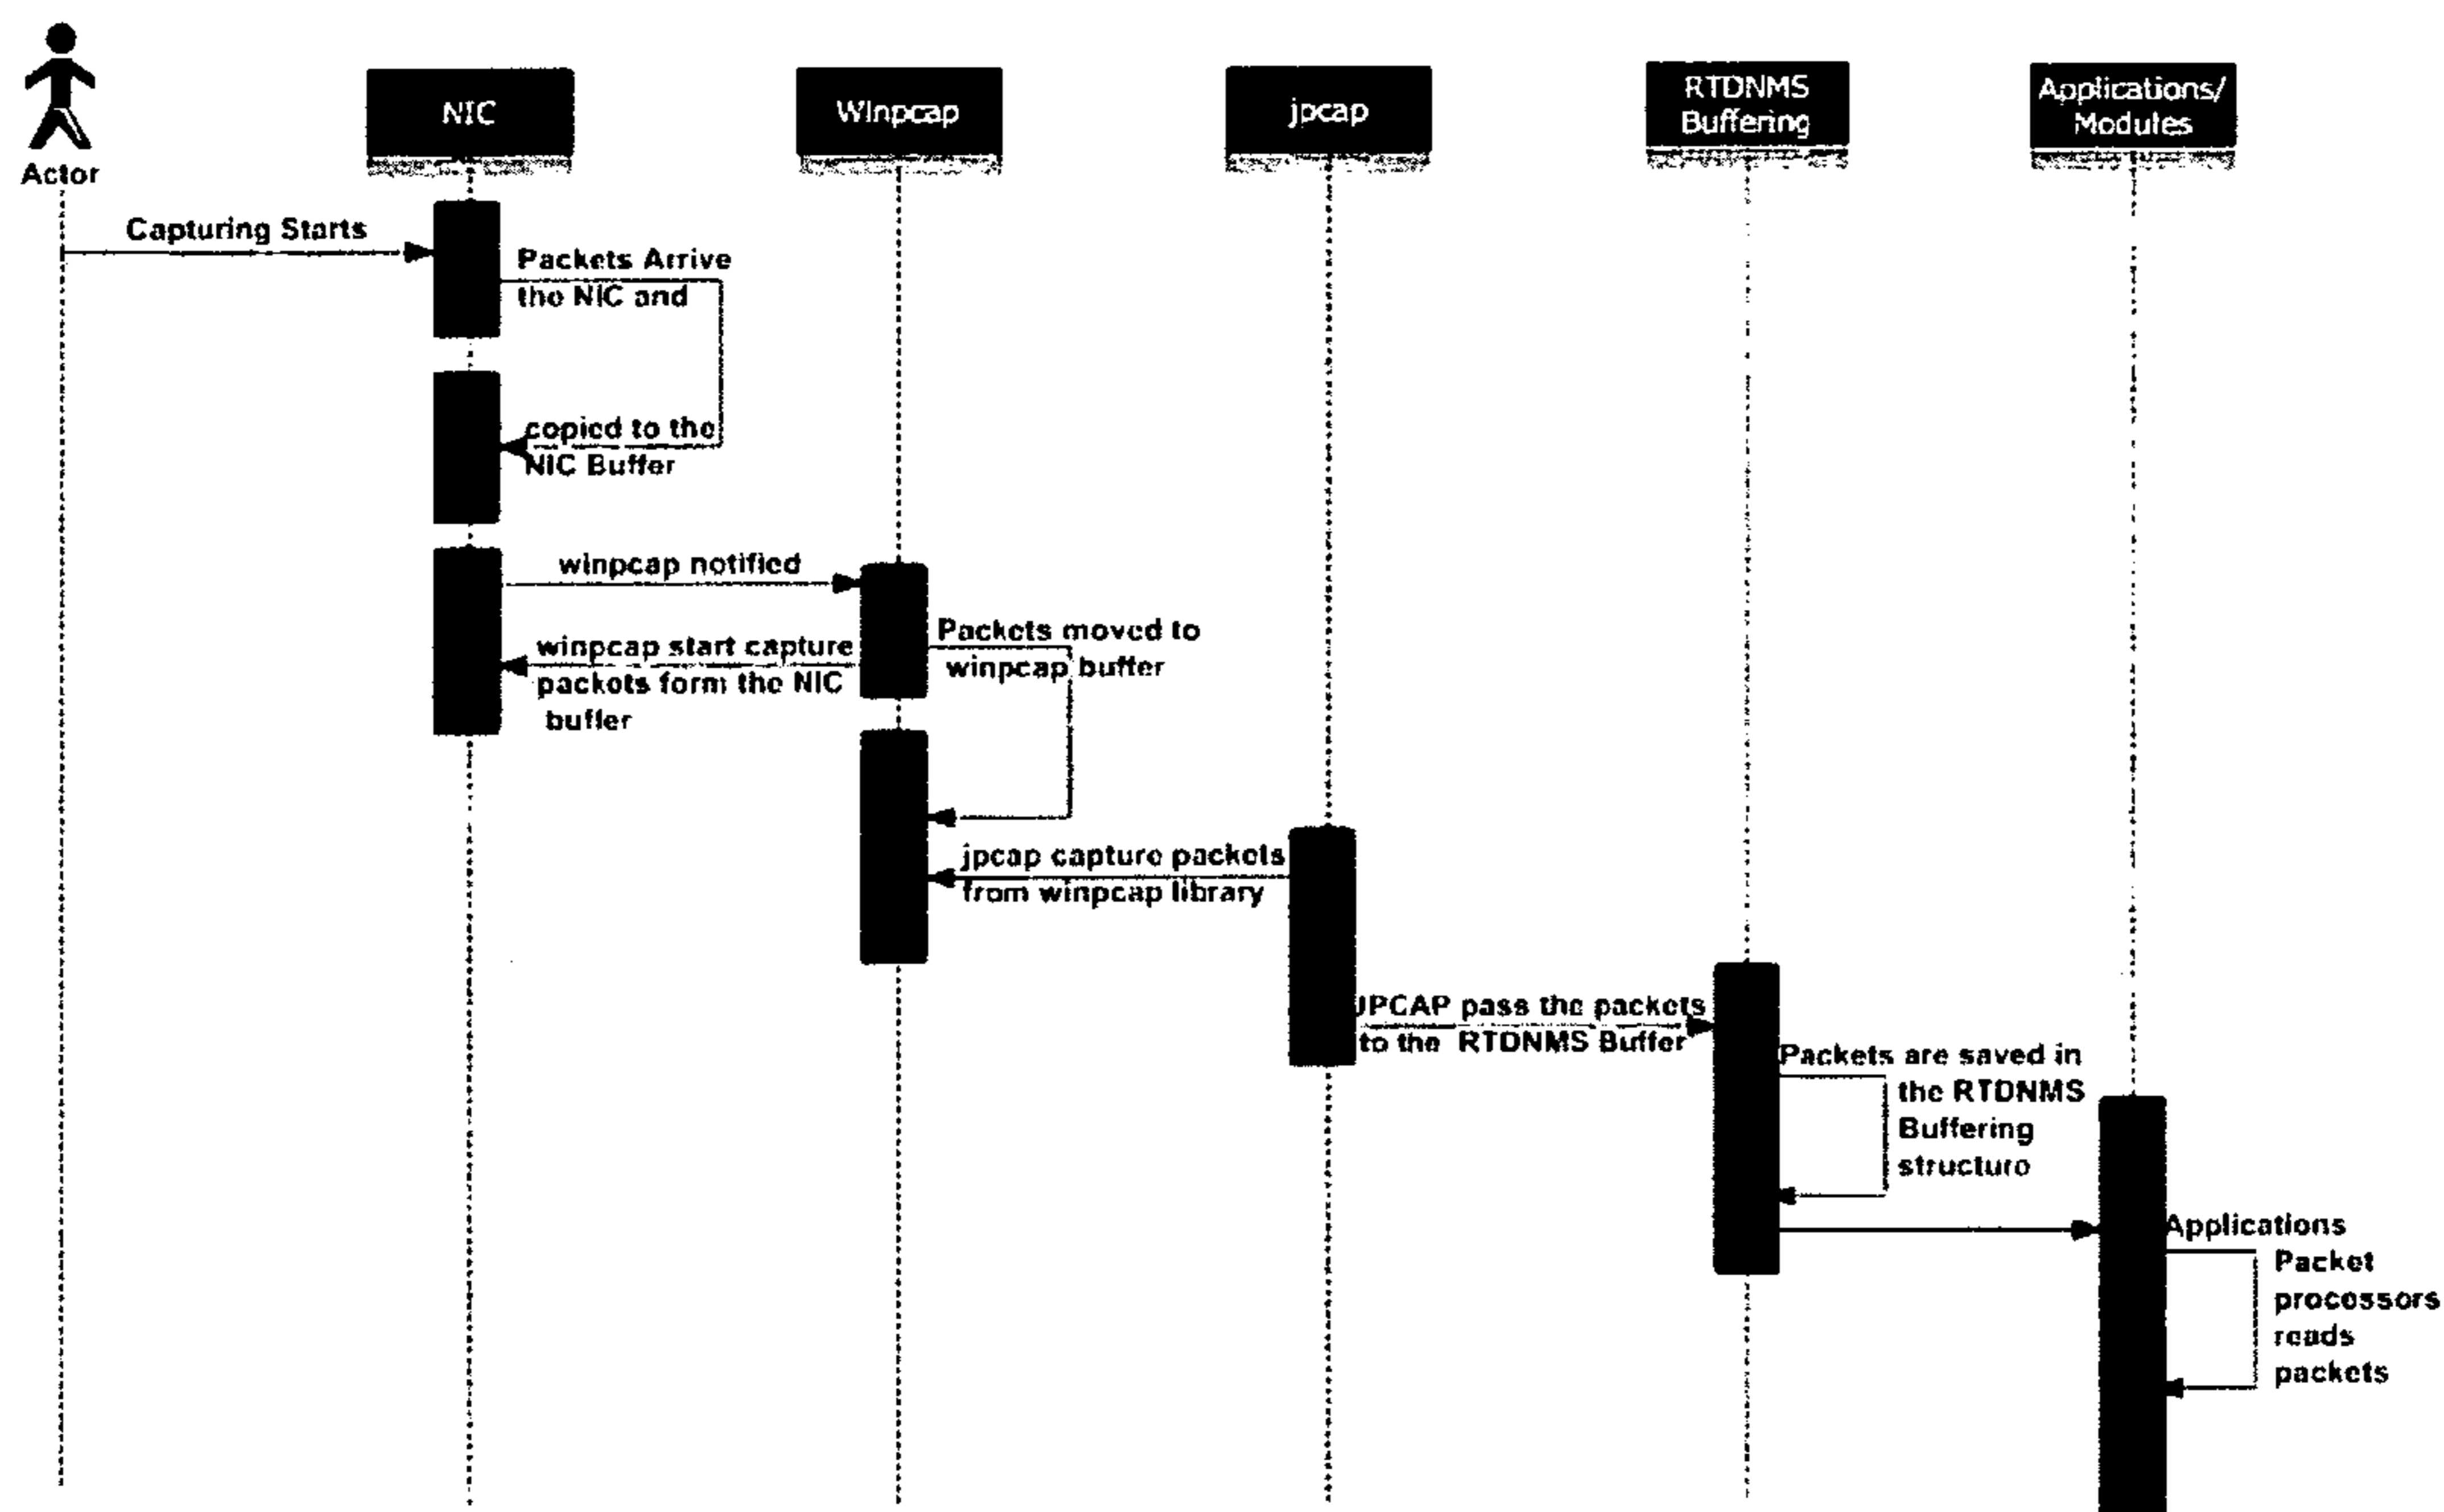 Actor
NIC
WInpcap
jpcap
RTDNMS
Buffering
Applications/
Modules
Capturing Starts
Packets Arrive
the NIC and
copied to the
NIC Buffer
winpcap notified
winpcap start capture
packets form the NIC
buffer
Packets moved to
winpcap buffer
jpcap capture packets
from winpcap library
JPCAP pass the packets
to the RTDNMS Buffer
Packets are saved in
the RTDNMS
Buffering
structure
Applications
Packet
processors
reads
packets